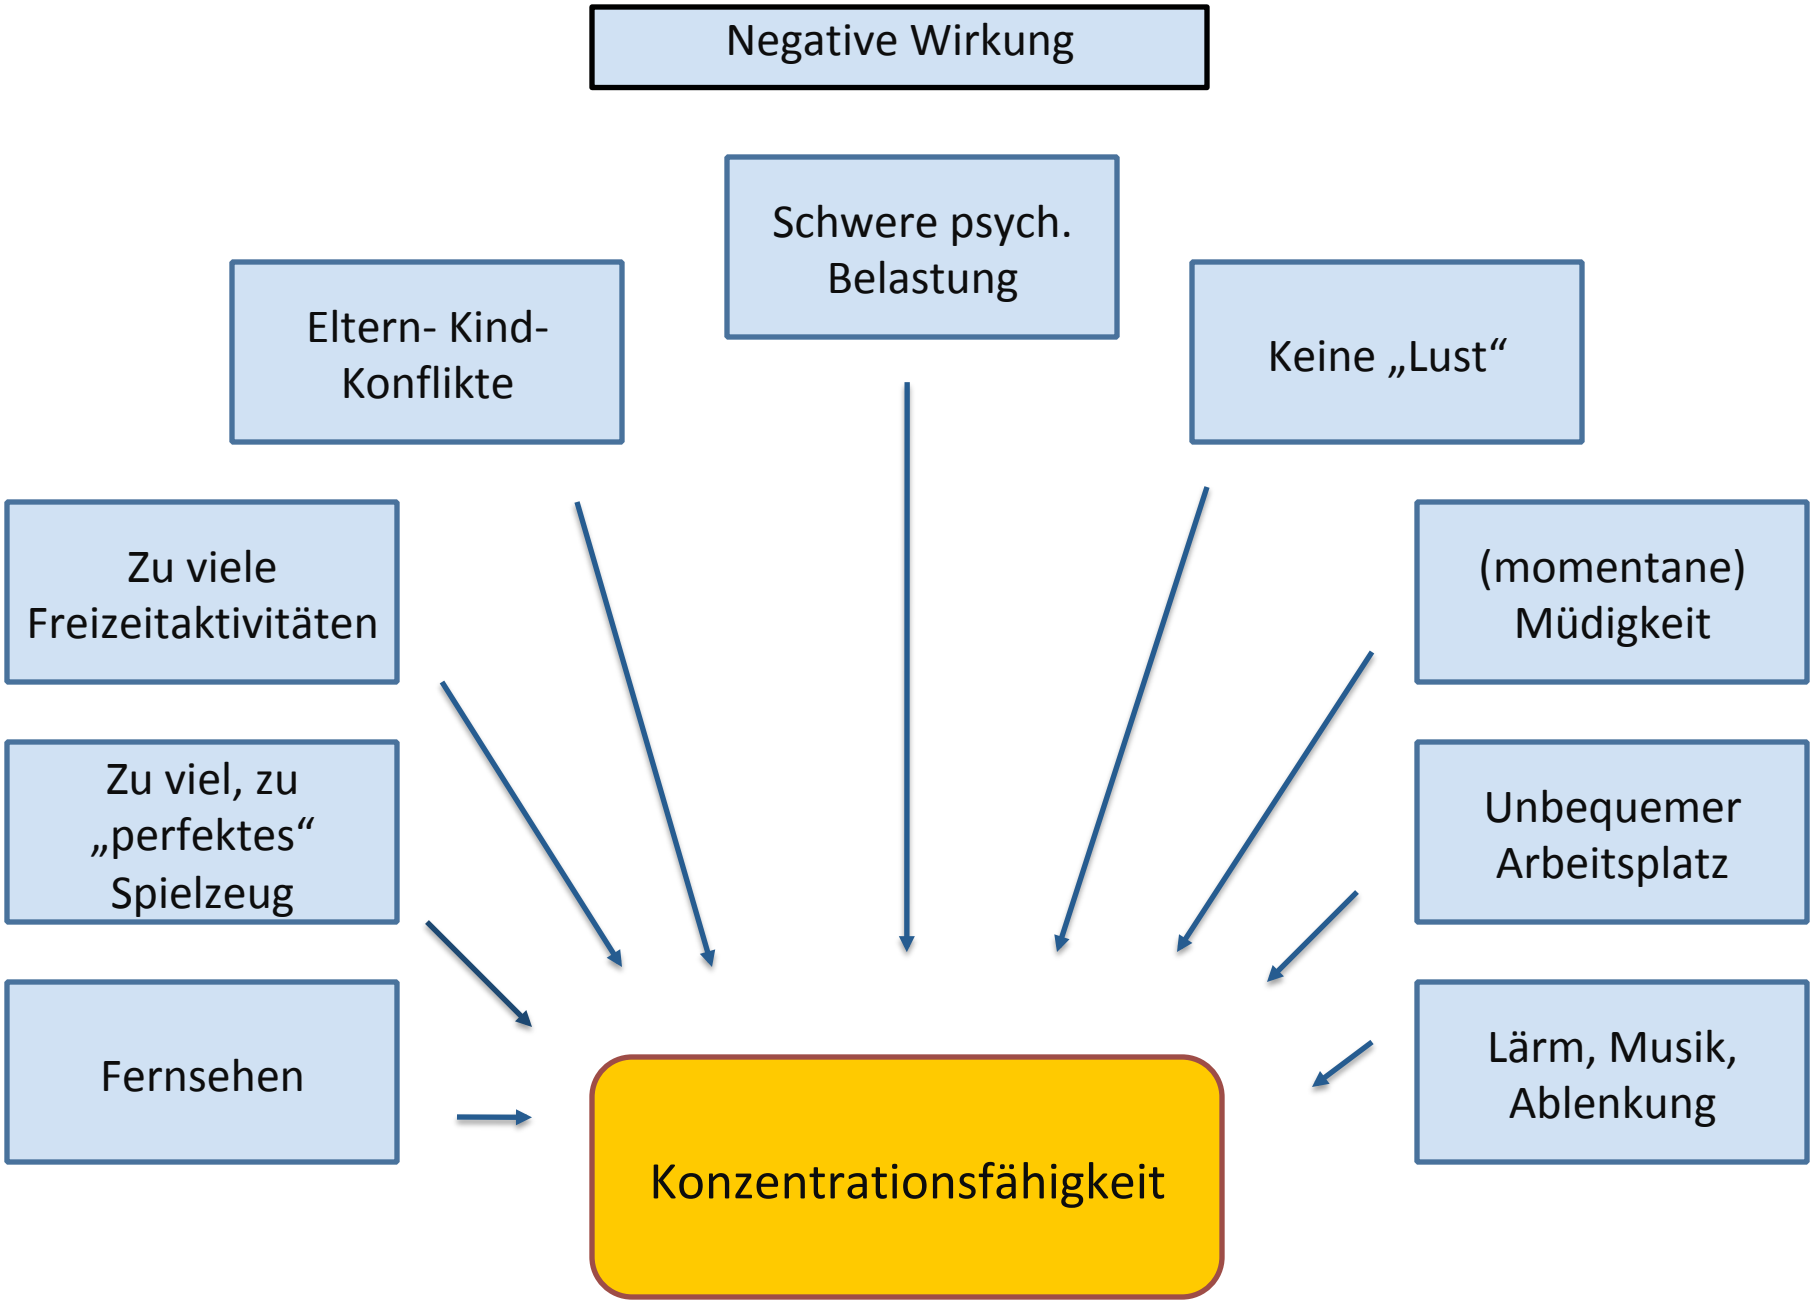 Negative Wirkung
Schwere psych.
Belastung
Eltern- Kind-
Konflikte
Keine „Lust“
Zu viele
Freizeitaktivitäten
(momentane)
Müdigkeit
Zu viel, zu
„perfektes“
Spielzeug
Unbequemer
Arbeitsplatz
Fernsehen
Lärm, Musik,
Ablenkung
Konzentrationsfähigkeit